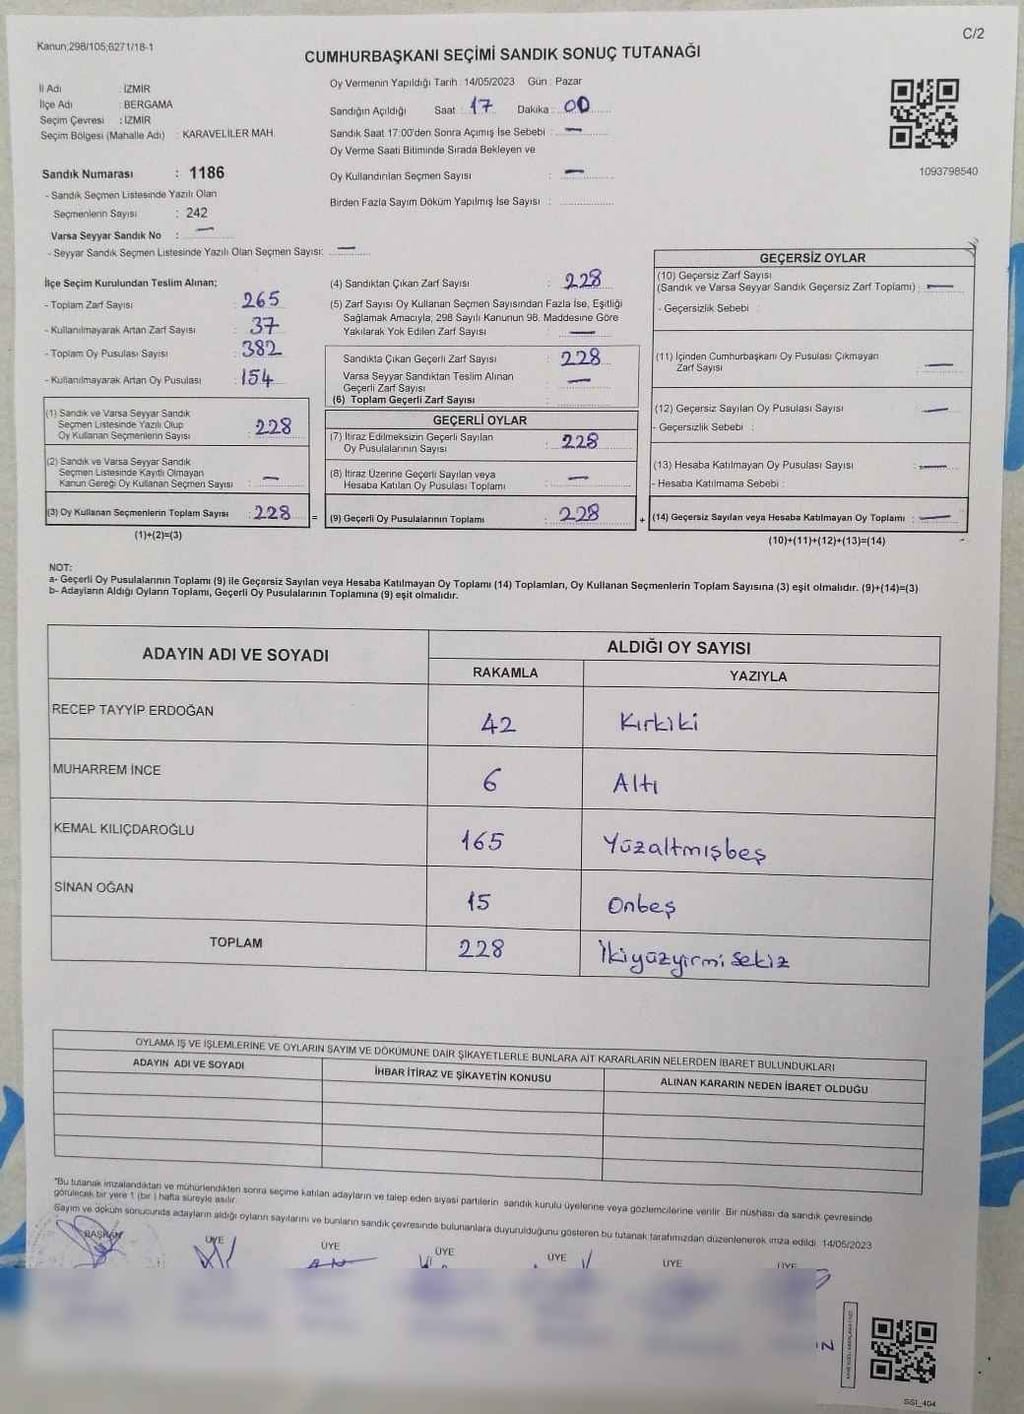 Kanun;298/105;6271/18-1
C/2
CUMHURBAŞKANI SEÇİMİ SANDIK SONUÇ TUTANAĞI
İl Adı : İZMİR
İlçe Adı : BERGAMA
Seçim Çevresi : İZMİR
Seçim Bölgesi (Mahalle Adı) : KARAVELİLER MAH.
Oy Vermenin Yapıldığı Tarih : 14/05/2023 Gün : Pazar
Sandığın Açıldığı Saat : 17 Dakika : 00
Sandık Saat 17:00'den Sonra Açımış İse Sebebi : —
Oy Verme Saati Bitiminde Sırada Bekleyen ve
Oy Kullandırılan Seçmen Sayısı : —
Birden Fazla Sayım Döküm Yapılmış İse Sayısı :
1093798540
Sandık Numarası : 1186
- Sandık Seçmen Listesinde Yazılı Olan
Seçmenlerin Sayısı : 242
Varsa Seyyar Sandık No : —
- Seyyar Sandık Seçmen Listesinde Yazılı Olan Seçmen Sayısı: —
İlçe Seçim Kurulundan Teslim Alınan;
- Toplam Zarf Sayısı : 265
- Kullanılmayarak Artan Zarf Sayısı : 37
- Toplam Oy Pusulası Sayısı : 382
- Kullanılmayarak Artan Oy Pusulası : 154
(1) Sandık ve Varsa Seyyar Sandık
Seçmen Listesinde Yazılı Olup
Oy Kullanan Seçmenlerin Sayısı : 228
(2) Sandık ve Varsa Seyyar Sandık
Seçmen Listesinde Kayıtlı Olmayan
Kanun Gereği Oy Kullanan Seçmen Sayısı : —
(3) Oy Kullanan Seçmenlerin Toplam Sayısı : 228 =
(1)+(2)=(3)
(4) Sandıktan Çıkan Zarf Sayısı : 228
(5) Zarf Sayısı Oy Kullanan Seçmen Sayısından Fazla İse, Eşitliği
Sağlamak Amacıyla, 298 Sayılı Kanunun 98. Maddesine Göre
Yakılarak Yok Edilen Zarf Sayısı : —
Sandıkta Çıkan Geçerli Zarf Sayısı : 228
Varsa Seyyar Sandıktan Teslim Alınan
Geçerli Zarf Sayısı : —
(6) Toplam Geçerli Zarf Sayısı :
GEÇERLİ OYLAR
(7) İtiraz Edilmeksizin Geçerli Sayılan
Oy Pusulalarının Sayısı : 228
(8) İtiraz Üzerine Geçerli Sayılan veya
Hesaba Katılan Oy Pusulası Toplamı : —
(9) Geçerli Oy Pusulalarının Toplamı : 228 +
GEÇERSİZ OYLAR
(10) Geçersiz Zarf Sayısı
(Sandık ve Varsa Seyyar Sandık Geçersiz Zarf Toplamı) : —
- Geçersizlik Sebebi :
(11) İçinden Cumhurbaşkanı Oy Pusulası Çıkmayan
Zarf Sayısı : —
(12) Geçersiz Sayılan Oy Pusulası Sayısı : —
- Geçersizlik Sebebi :
(13) Hesaba Katılmayan Oy Pusulası Sayısı : —
- Hesaba Katılmama Sebebi :
(14) Geçersiz Sayılan veya Hesaba Katılmayan Oy Toplamı : —
(10)+(11)+(12)+(13)=(14)
NOT:
a- Geçerli Oy Pusulalarının Toplamı (9) ile Geçersiz Sayılan veya Hesaba Katılmayan Oy Toplamı (14) Toplamları, Oy Kullanan Seçmenlerin Toplam Sayısına (3) eşit olmalıdır. (9)+(14)=(3)
b- Adayların Aldığı Oyların Toplamı, Geçerli Oy Pusulalarının Toplamına (9) eşit olmalıdır.
ADAYIN ADI VE SOYADI ALDIĞI OY SAYISI
RAKAMLA YAZIYLA
RECEP TAYYİP ERDOĞAN 42 Kırkiki
MUHARREM İNCE 6 Altı
KEMAL KILIÇDAROĞLU 165 Yüzaltmışbeş
SİNAN OĞAN 15 Onbeş
TOPLAM 228 İkiyüzyirmi Sekiz
OYLAMA İŞ VE İŞLEMLERİNE VE OYLARIN SAYIM VE DÖKÜMÜNE DAİR ŞİKAYETLERLE BUNLARA AİT KARARLARIN NELERDEN İBARET BULUNDUKLARI
ADAYIN ADI VE SOYADI İHBAR İTİRAZ VE ŞİKAYETİN KONUSU ALINAN KARARIN NEDEN İBARET OLDUĞU
"Bu tutanak imzalandıktan ve mühürlendikten sonra seçime katılan adayların ve talep eden siyasi partilerin sandık kurulu üyelerine veya gözlemcilerine verilir. Bir nüshası da sandık çevresinde
görülecek bir yere 1 (bir) hafta süreyle asılır.
Sayım ve döküm sonucunda adayların aldığı oyların sayılarını ve bunların sandık çevresinde bulunanlara duyurulduğunu gösteren bu tutanak tarafımızdan düzenlenerek imza edildi. 14/05/2023
BAŞKAN ÜYE ÜYE ÜYE ÜYE ÜYE ÜYE
SSI_404